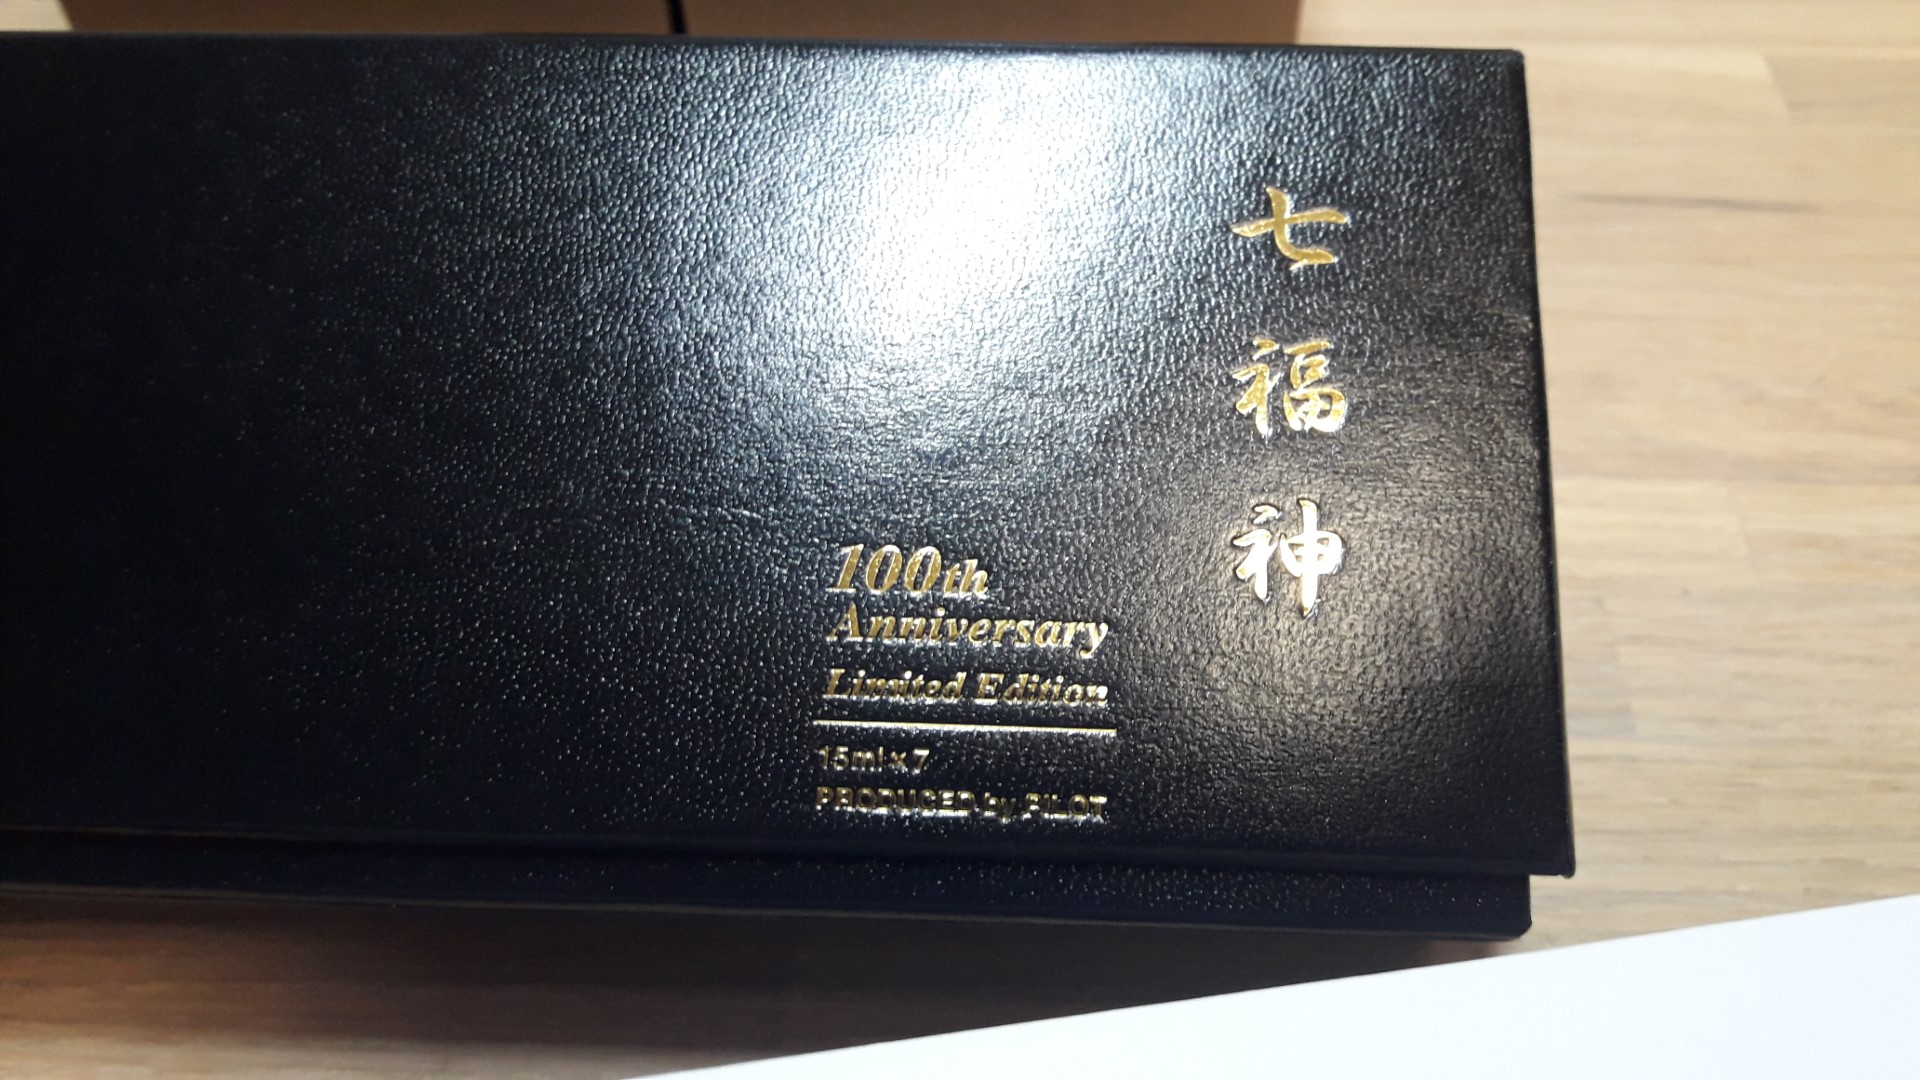 七福神
100th
Anniversary
Limited Edition
15ml×7
PRODUCED by PILOT